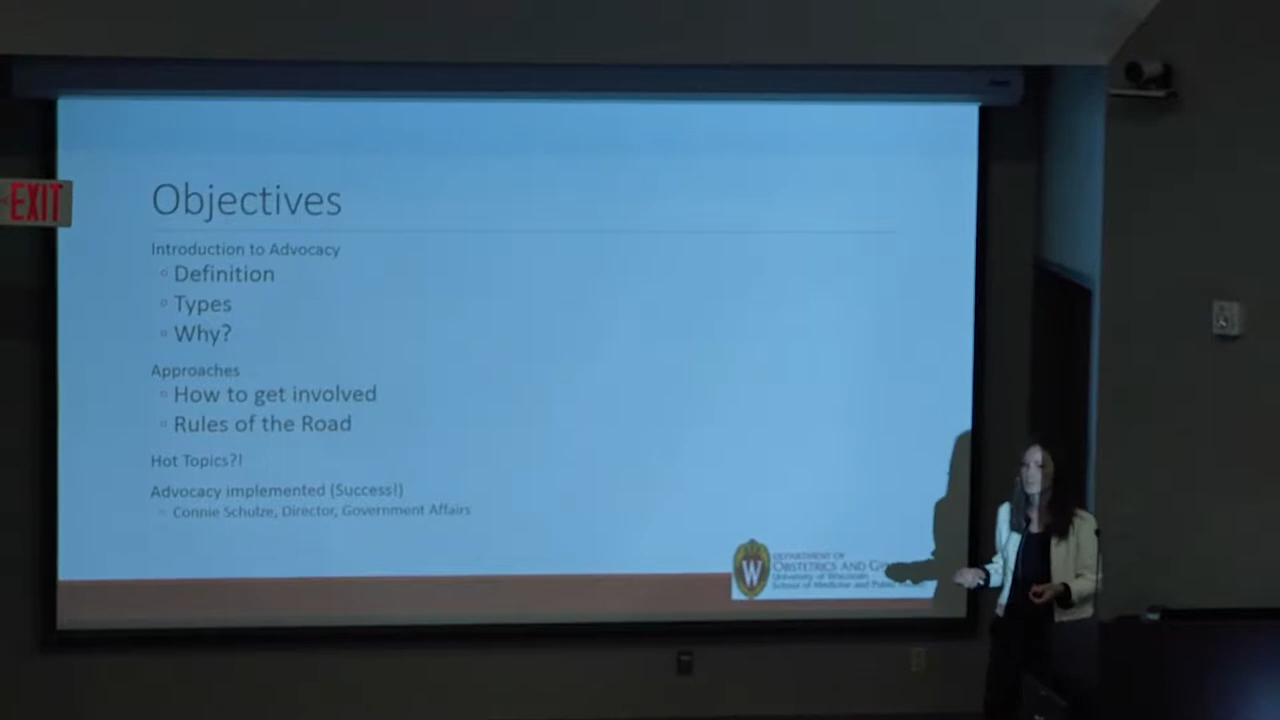 EXIT
Objectives
Introduction to Advocacy
Definition
Types
Why?
Approaches
How to get involved
Rules of the Road
Hot Topics?!
Advocacy implemented (Success!)
Connie Schulze, Director, Government Affairs
W
DEPARTMENT OF
OBSTETRICS AND
University of Wisconsin
School of Medicine and